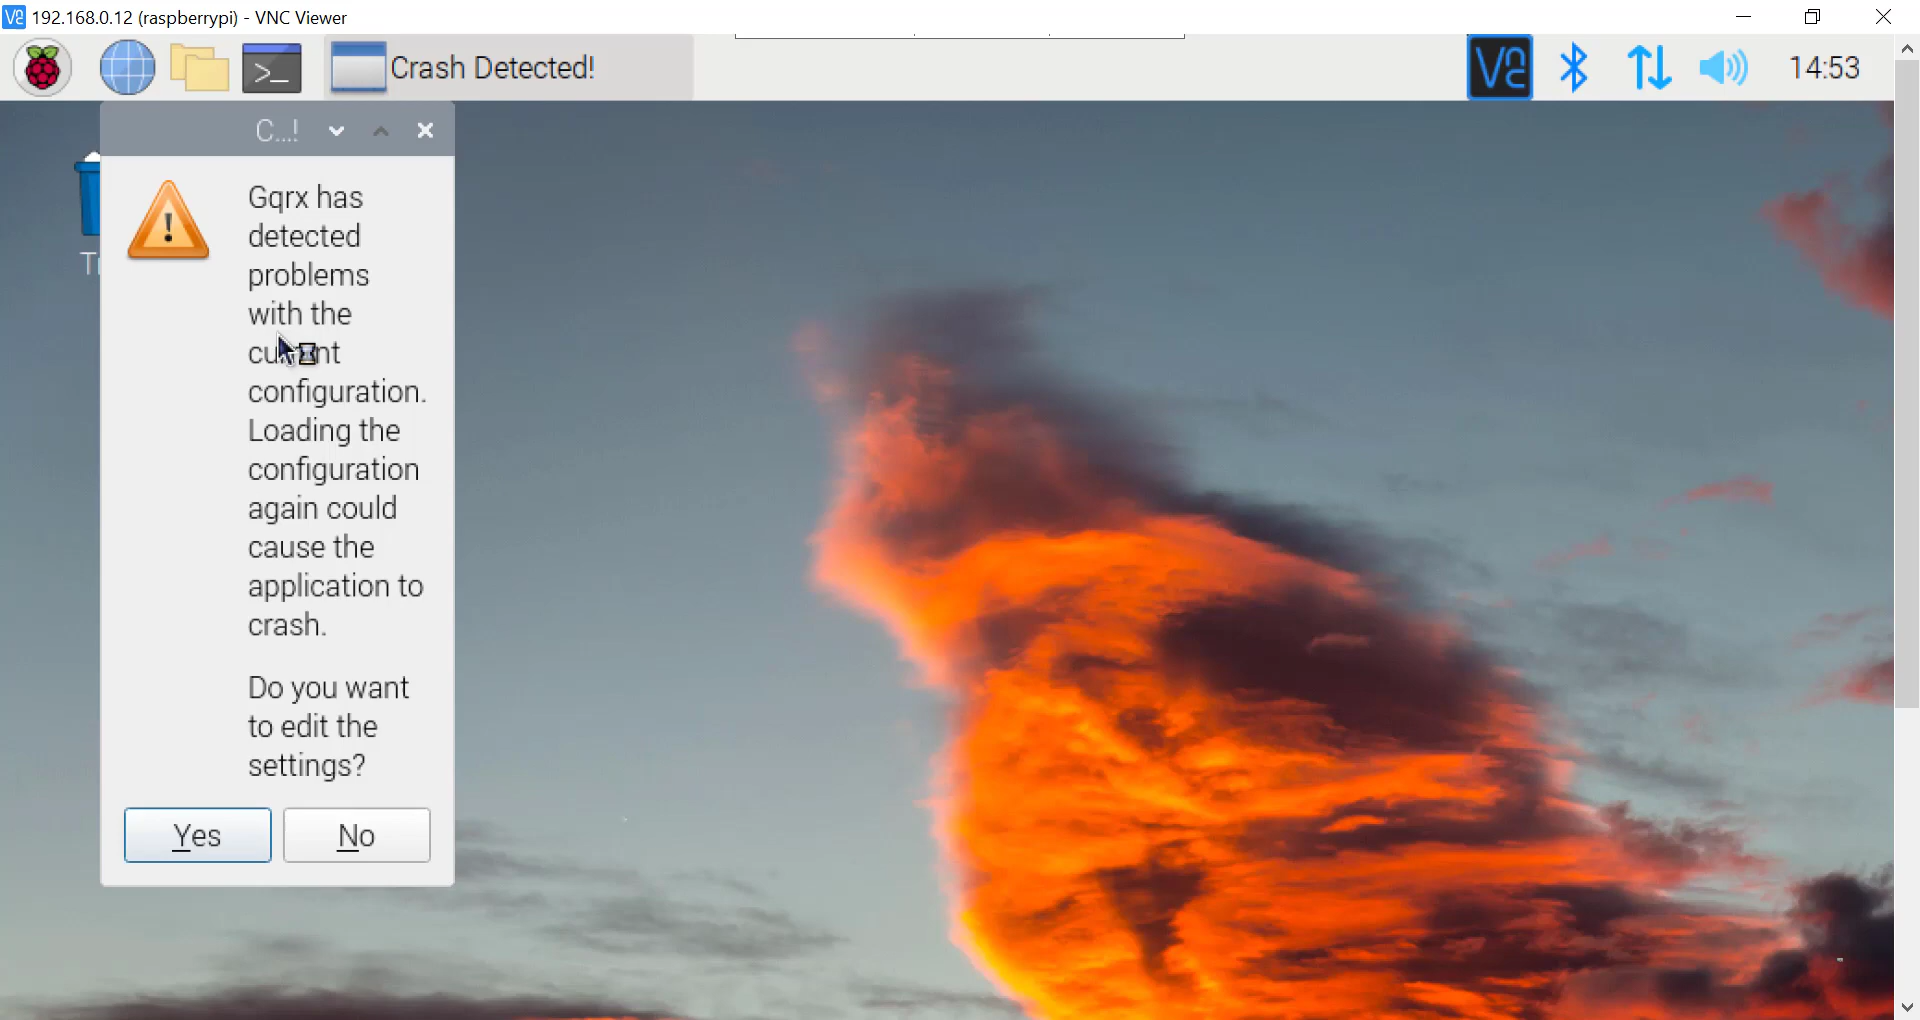 192.168.0.12 (raspberrypi) - VNC Viewer
Crash Detected!
14:53
C...!
Gqrx has
detected
problems
with the
configuration.
Loading the
configuration
again could
cause the
application to
crash.
Do you want
to edit the
settings?
Yes
No